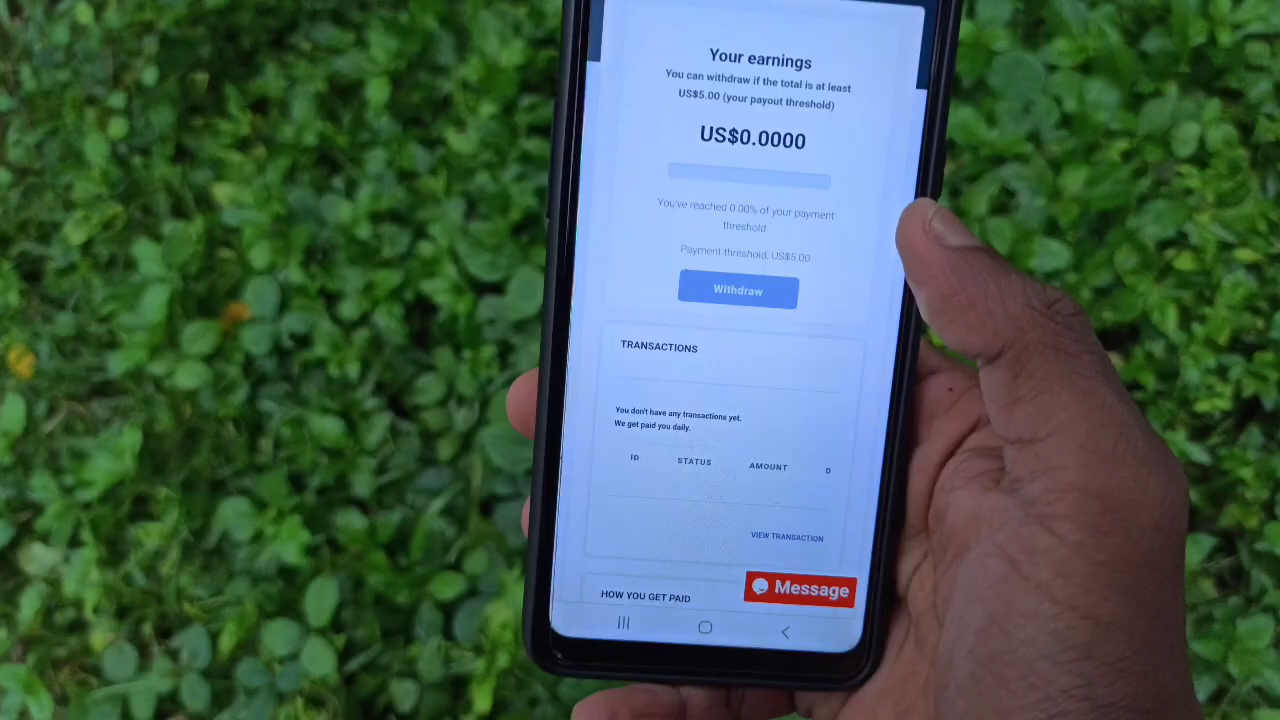 Your earnings
You can withdraw if the total is at least
US$5.00 (your payout threshold)
US$0.0000
You've reached 0.00% of your payment
threshold
Payment threshold. US$5.00
Withdraw
TRANSACTIONS
You don't have any transactions yet.
We get paid you daily.
ID STATUS AMOUNT D
VIEW TRANSACTION
Message
HOW YOU GET PAID